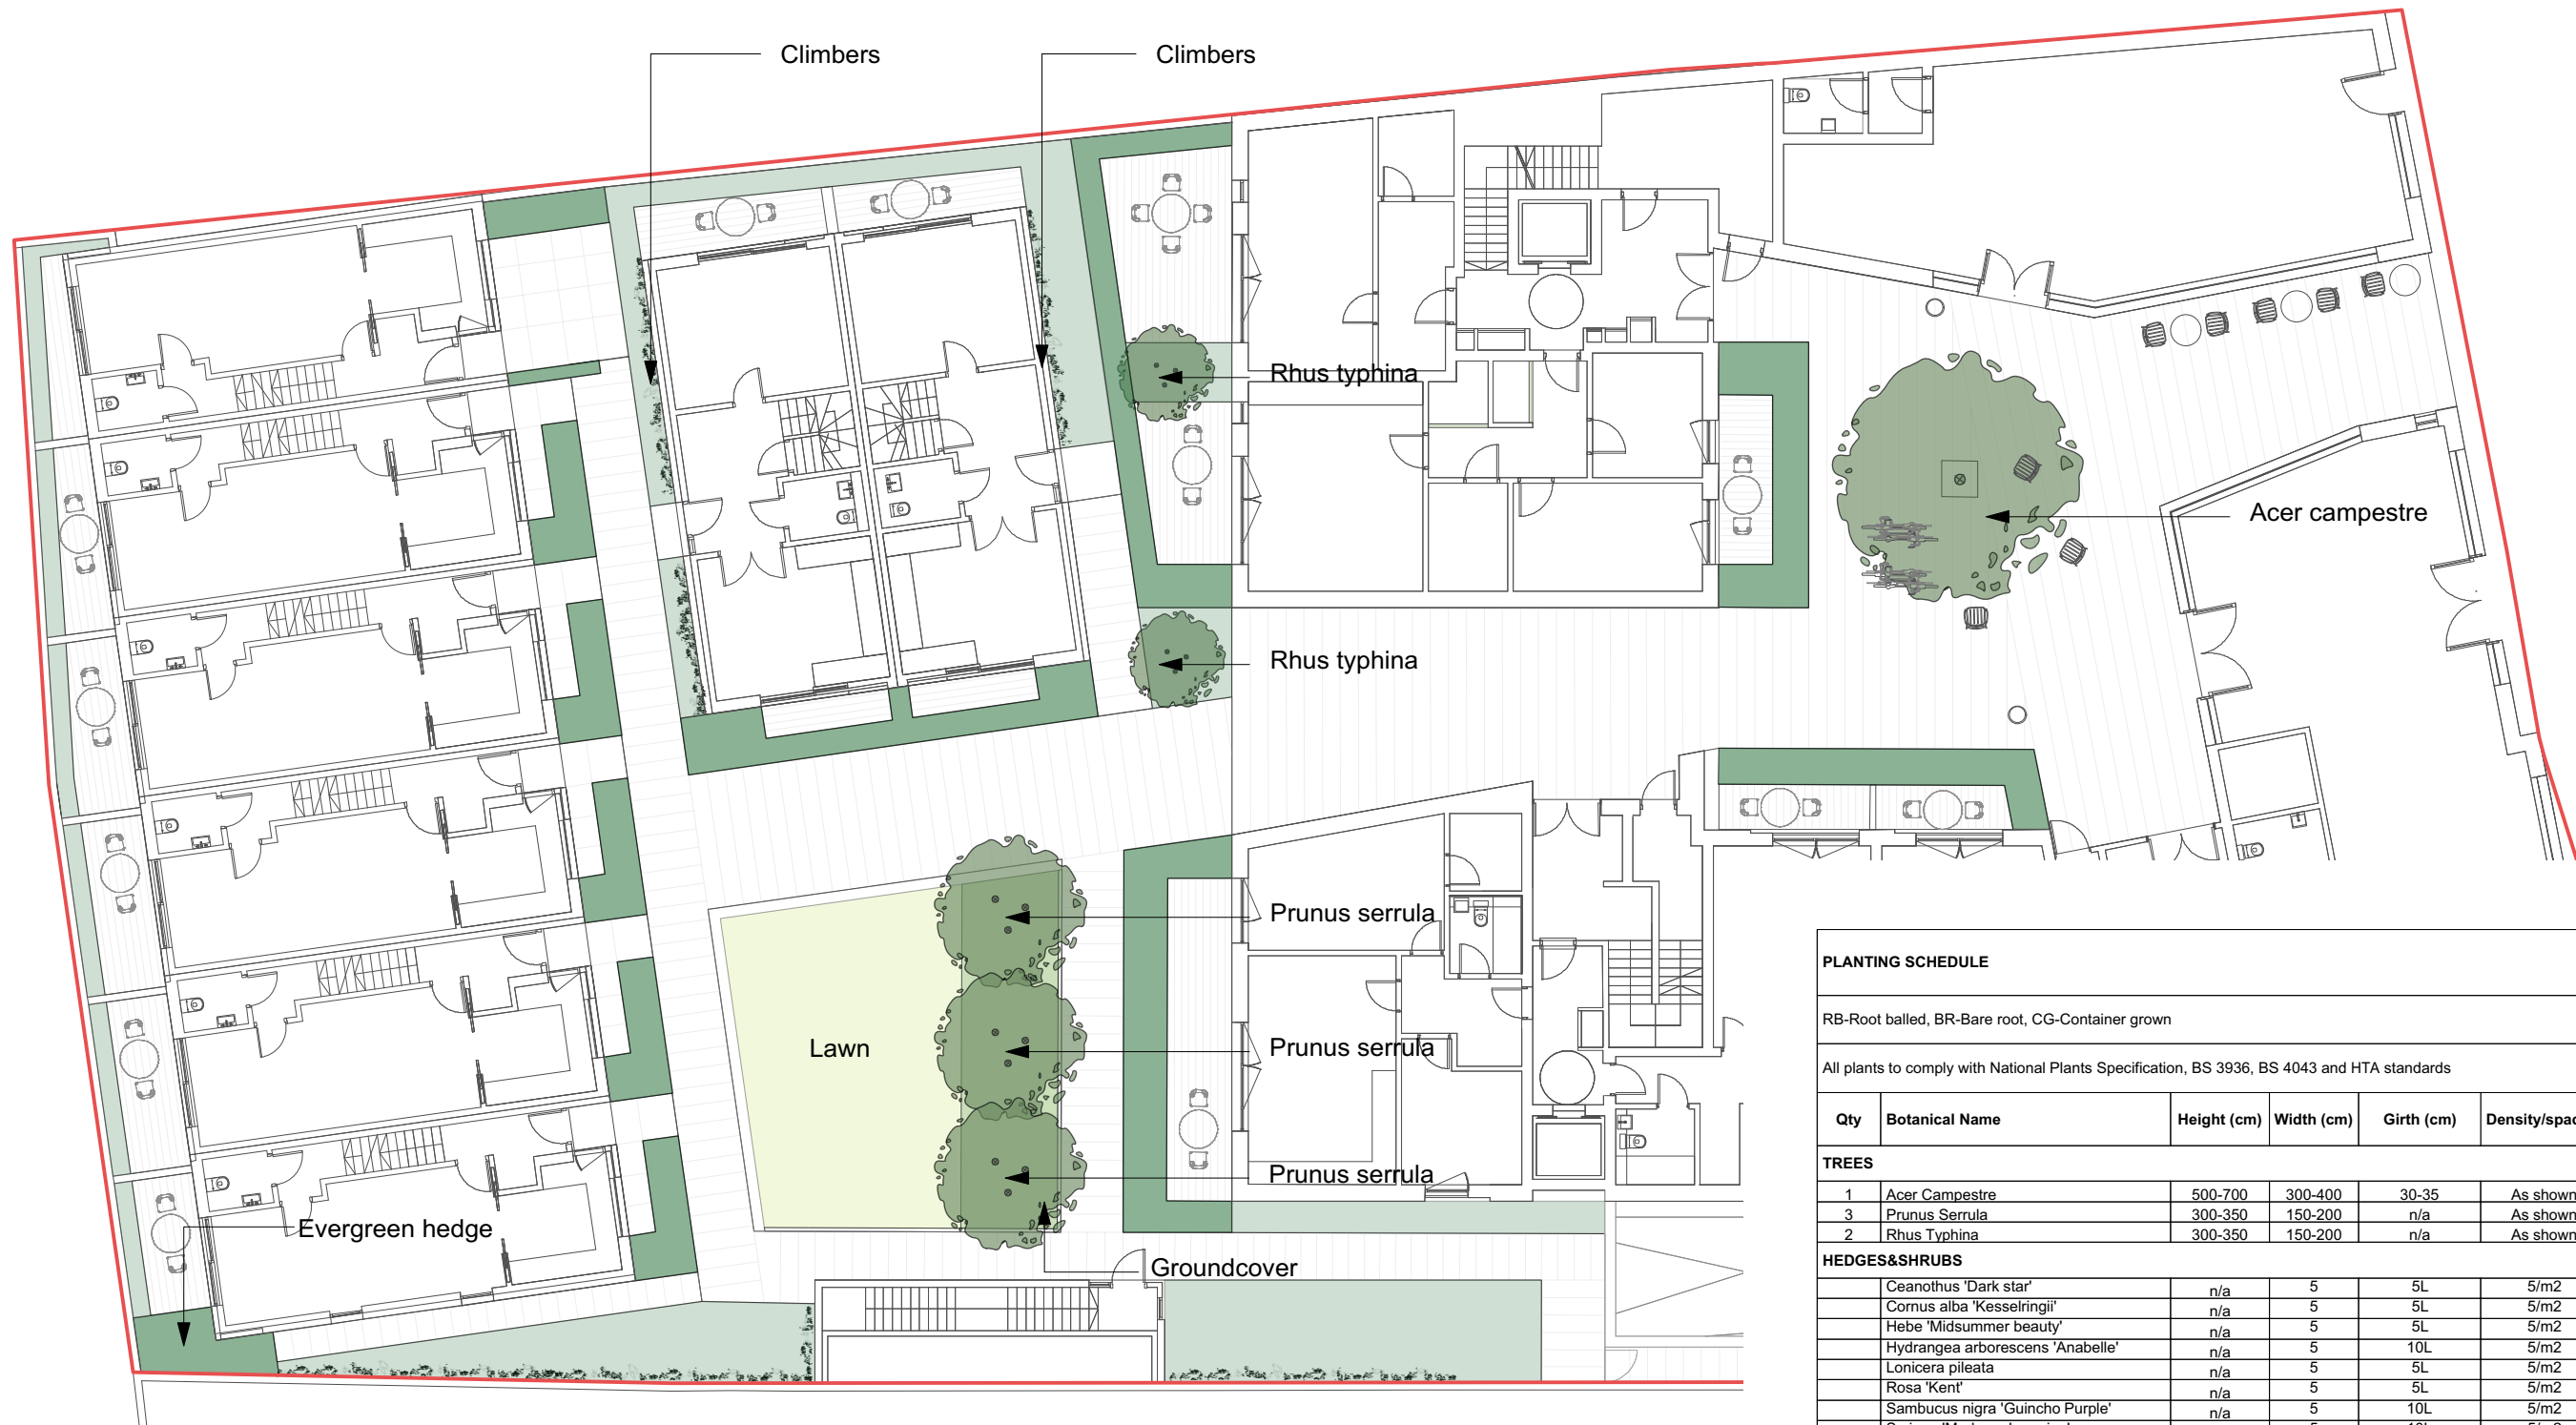 Climbers
Climbers
Rhus typhina
Acer campestre
Rhus typhina
Prunus serrula
Lawn
Prunus serrula
Prunus serrula
Evergreen hedge
Groundcover
PLANTING SCHEDULE
RB-Root balled, BR-Bare root, CG-Container grown
All plants to comply with National Plants Specification, BS 3936, BS 4043 and HTA standards
Qty Botanical Name Height (cm) Width (cm) Girth (cm)
TREES
1 Acer Campestre 500-700 300-400 30-35 As shown
3 Prunus Serrula 300-350 150-200 n/a As shown
2 Rhus Typhina 300-350 150-200 n/a As shown
HEDGES&SHRUBS
Ceanothus 'Dark star' n/a 5 5L 5/m2
Cornus alba 'Kesselringii' n/a 5 5L 5/m2
Hebe 'Midsummer beauty' n/a 5 5L 5/m2
Hydrangea arborescens 'Anabelle' n/a 5 10L 5/m2
Lonicera pileata n/a 5 5L 5/m2
Rosa 'Kent' n/a 5 5L 5/m2
Sambucus nigra 'Guincho Purple' n/a 5 10L 5/m2